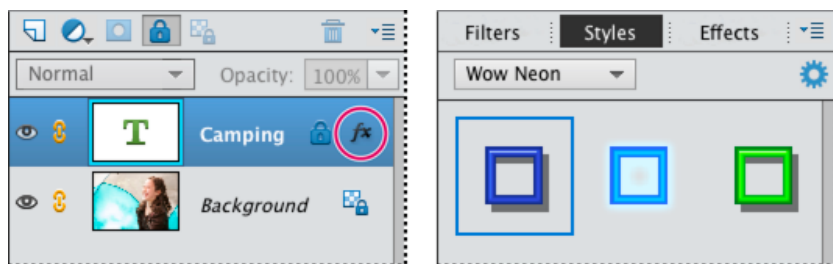 Filters Styles Effects
Normal Opacity: 100%
Wow Neon
T Camping fx
Background